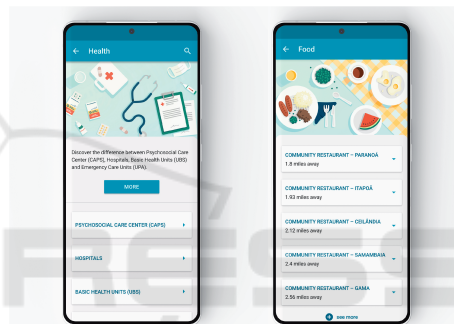 Health
Discover the difference between Psychosocial Care
Center (CAPS), Hospitals, Basic Health Units (UBS)
and Emergency Care Units (UPA).
MORE
PSYCHOSOCIAL CARE CENTER (CAPS)
HOSPITALS
BASIC HEALTH UNITS (UBS)
Food
COMMUNITY RESTAURANT – PARANOÁ
1.8 miles away
COMMUNITY RESTAURANT – ITAPOÃ
1.93 miles away
COMMUNITY RESTAURANT – CEILÂNDIA
2.12 miles away
COMMUNITY RESTAURANT – SAMAMBAIA
2.4 miles away
COMMUNITY RESTAURANT – GAMA
2.56 miles away
see more